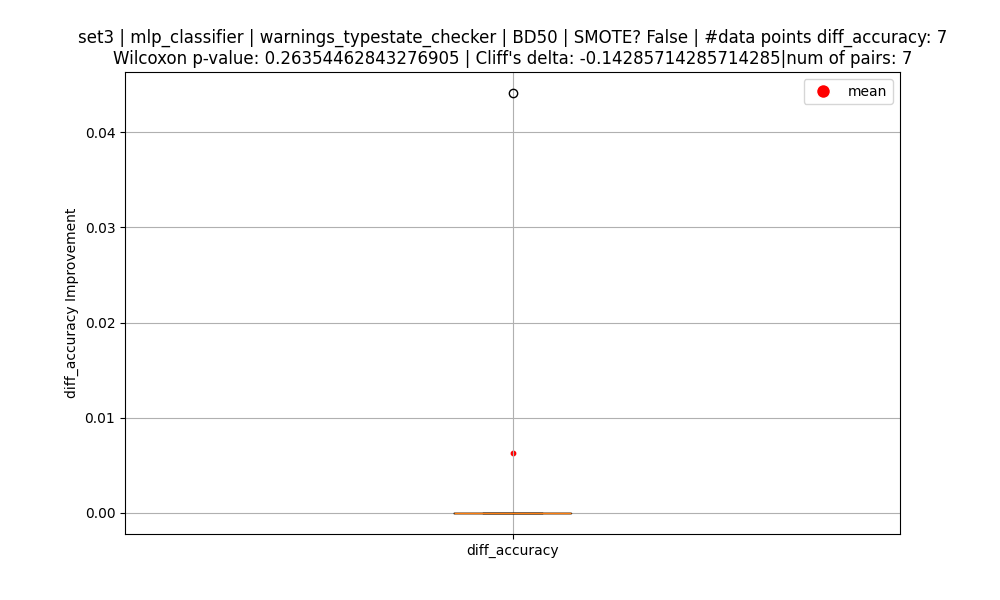 set3 | mlp_classifier | warnings_typestate_checker | BD50 | SMOTE? False | #data points diff_accuracy: 7
Wilcoxon p-value: 0.26354462843276905 | Cliff's delta: -0.14285714285714285|num of pairs: 7
mean
0.04
0.03
0.02
0.01
0.00
diff_accuracy Improvement
diff_accuracy